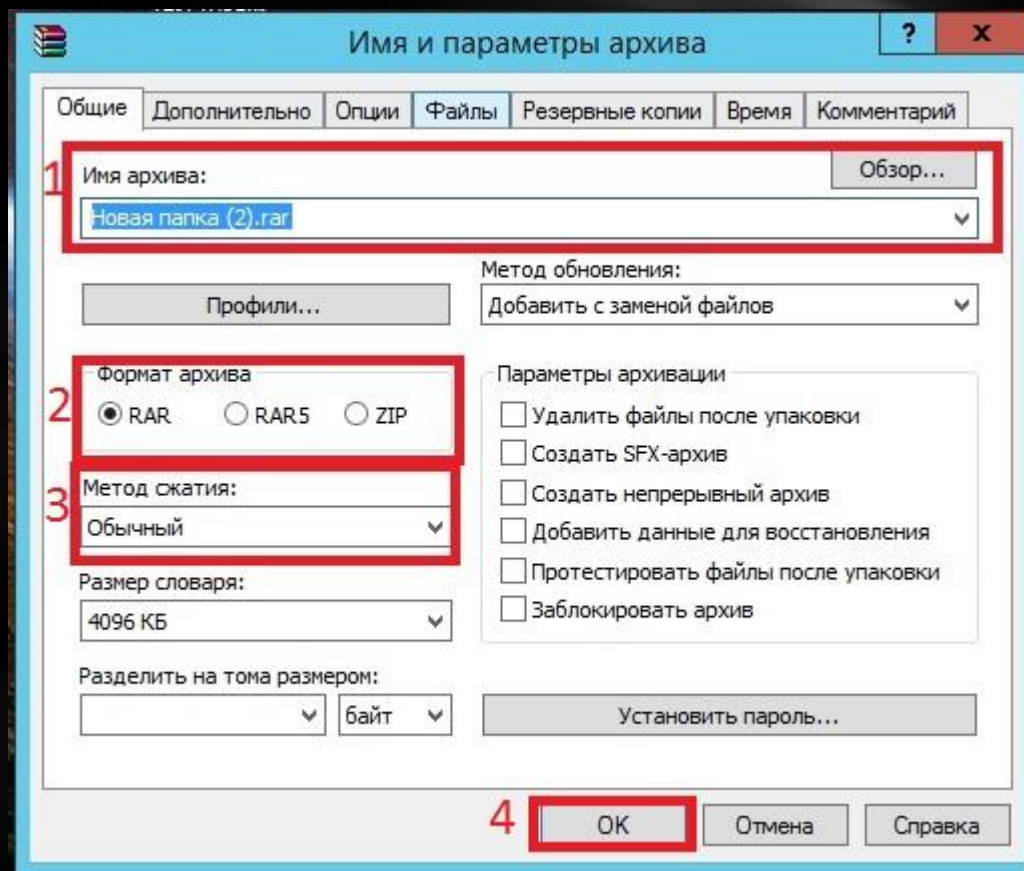 Имя и параметры архива
? x
Общие Дополнительно Опции Файлы Резервные копии Время Комментарий
1
Имя архива:
Обзор...
Новая папка (2).rar
Метод обновления:
Профили...
Добавить с заменой файлов
2
Формат архива
RAR RAR5 ZIP
Параметры архивации
Удалить файлы после упаковки
Создать SFX-архив
Создать непрерывный архив
Добавить данные для восстановления
Протестировать файлы после упаковки
Заблокировать архив
3
Метод сжатия:
Обычный
Размер словаря:
4096 КБ
Разделить на тома размером:
байт
Установить пароль...
4
OK Отмена Справка